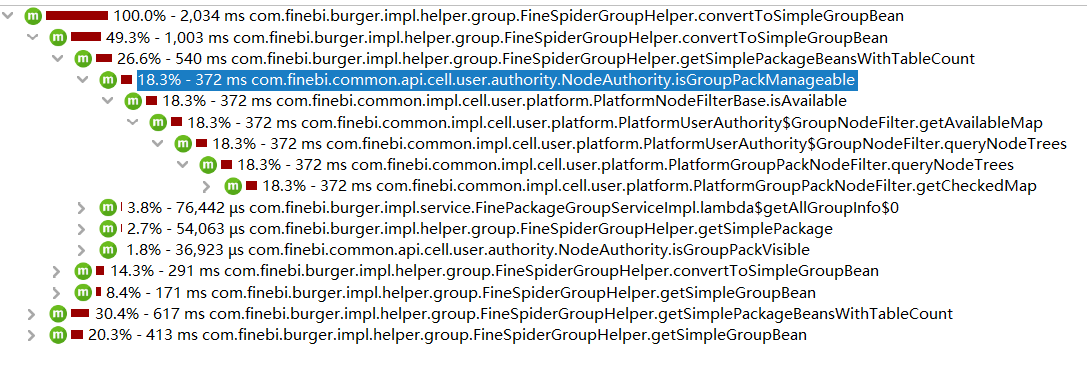 100.0% - 2,034 ms com.finebi.burger.impl.helper.group.FineSpiderGroupHelper.convertToSimpleGroupBean
49.3% - 1,003 ms com.finebi.burger.impl.helper.group.FineSpiderGroupHelper.convertToSimpleGroupBean
26.6% - 540 ms com.finebi.burger.impl.helper.group.FineSpiderGroupHelper.getSimplePackageBeansWithTableCount
18.3% - 372 ms com.finebi.common.api.cell.user.authority.NodeAuthority.isGroupPackManageable
18.3% - 372 ms com.finebi.common.impl.cell.user.platform.PlatformNodeFilterBase.isAvailable
18.3% - 372 ms com.finebi.common.impl.cell.user.platform.PlatformUserAuthority$GroupNodeFilter.getAvailableMap
18.3% - 372 ms com.finebi.common.impl.cell.user.platform.PlatformUserAuthority$GroupNodeFilter.queryNodeTrees
18.3% - 372 ms com.finebi.common.impl.cell.user.platform.PlatformGroupPackNodeFilter.queryNodeTrees
18.3% - 372 ms com.finebi.common.impl.cell.user.platform.PlatformGroupPackNodeFilter.getCheckedMap
3.8% - 76,442 µs com.finebi.burger.impl.service.FinePackageGroupServiceImpl.lambda$getAllGroupInfo$0
2.7% - 54,063 µs com.finebi.burger.impl.helper.group.FineSpiderGroupHelper.getSimplePackage
1.8% - 36,923 µs com.finebi.common.api.cell.user.authority.NodeAuthority.isGroupPackVisible
14.3% - 291 ms com.finebi.burger.impl.helper.group.FineSpiderGroupHelper.convertToSimpleGroupBean
8.4% - 171 ms com.finebi.burger.impl.helper.group.FineSpiderGroupHelper.getSimpleGroupBean
30.4% - 617 ms com.finebi.burger.impl.helper.group.FineSpiderGroupHelper.getSimplePackageBeansWithTableCount
20.3% - 413 ms com.finebi.burger.impl.helper.group.FineSpiderGroupHelper.getSimpleGroupBean